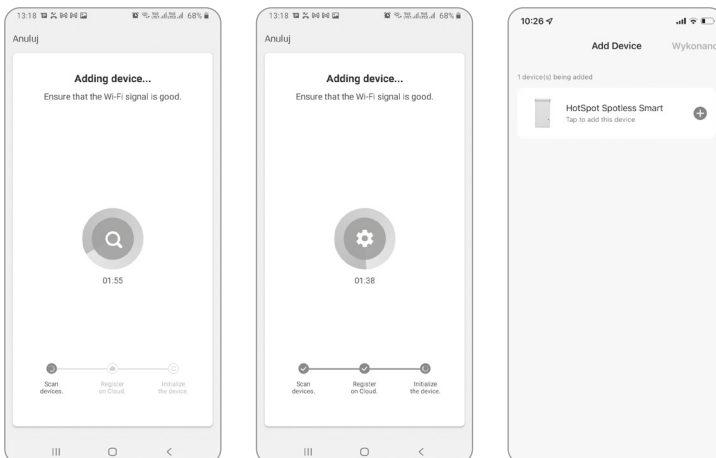 13:18 68%
Anuluj
Adding device...
Ensure that the Wi-Fi signal is good.
01:55
Scan devices.
Register on Cloud.
Initialize the device.
13:18 68%
Anuluj
Adding device...
Ensure that the Wi-Fi signal is good.
01:38
Scan devices.
Register on Cloud.
Initialize the device.
10:26
Add Device Wykonano
1 device(s) being added
HotSpot Spotless Smart
Tap to add this device